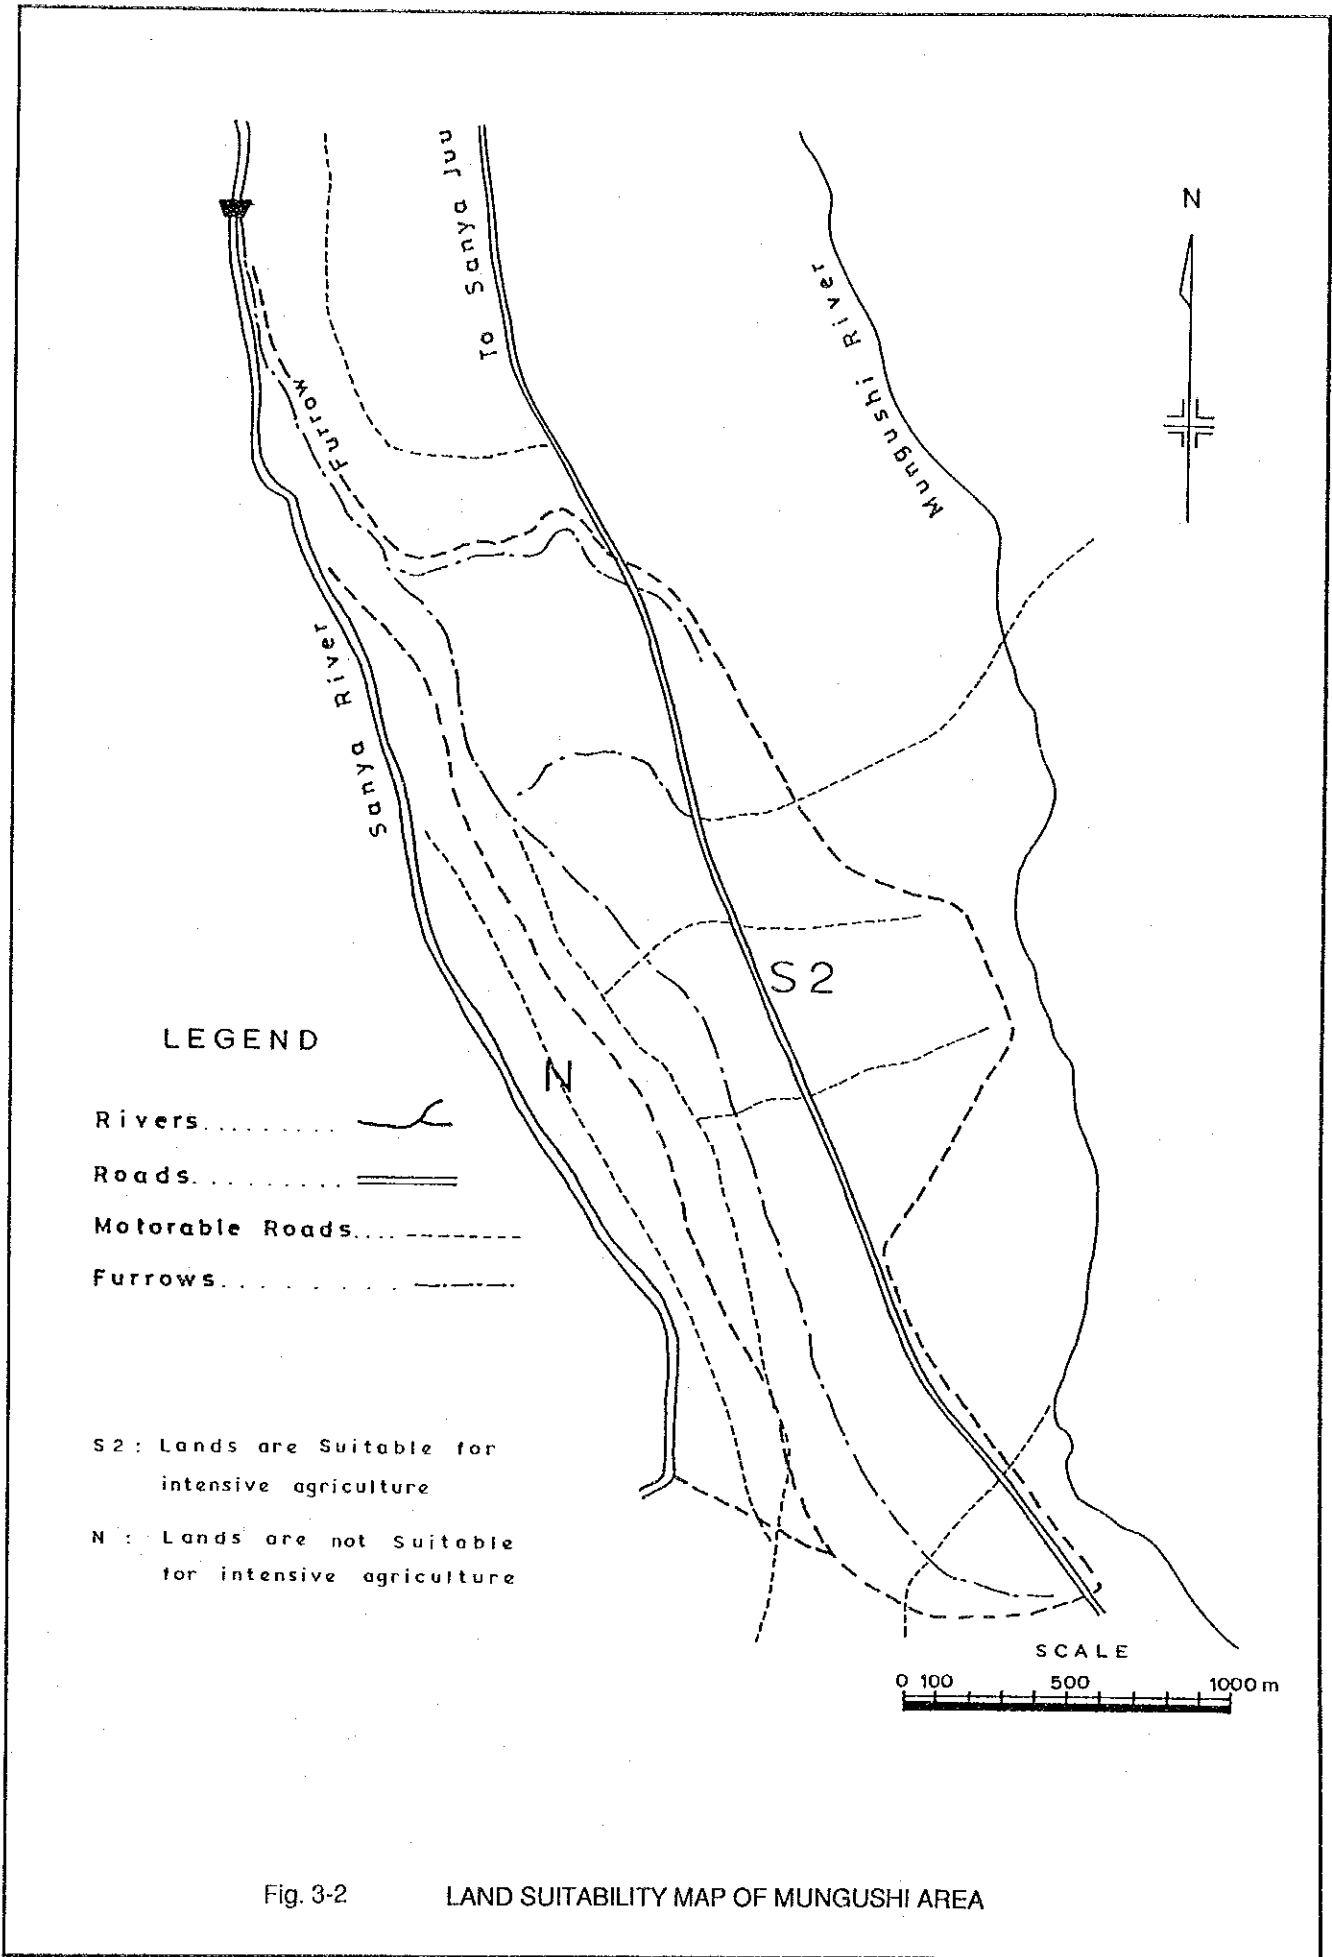 To Sanya Juu
N
Mungushi River
Furrow
Sanya River
S2
N
LEGEND
Rivers.........
Roads.........
Motorable Roads....
Furrows. . . . . . . .
S2 : Lands are Suitable for
intensive agriculture
N : Lands are not Suitable
for intensive agriculture
SCALE
0 100 500 1000 m
Fig. 3-2 LAND SUITABILITY MAP OF MUNGUSHI AREA